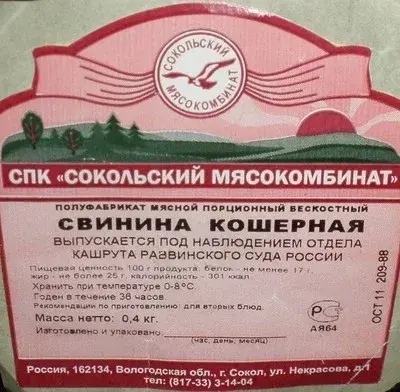 СОКОЛЬСКИЙ
МЯСОКОМБИНАТ
СПК «СОКОЛЬСКИЙ МЯСОКОМБИНАТ»
ПОЛУФАБРИКАТ МЯСНОЙ ПОРЦИОННЫЙ БЕСКОСТНЫЙ
СВИНИНА КОШЕРНАЯ
ВЫПУСКАЕТСЯ ПОД НАБЛЮДЕНИЕМ ОТДЕЛА
КАШРУТА РАВВИНСКОГО СУДА РОССИИ
Пищевая ценность 100 г продукта: белок - не менее 17 г.
жир - не более 25 г, калорийность - 301 ккал.
Хранить при температуре 0-8°С
Годен в течение 36 часов.
Рекомендации по приготовлению: для вторых блюд.
Масса нетто: 0,4 кг.
Изготовлено и упаковано
(час, день, месяц)
РСТ
АЯ64
ОСТ 11 209-88
Россия, 162134, Вологодская обл., г. Сокол, ул. Некрасова, д.1
тел: (817-33) 3-14-04